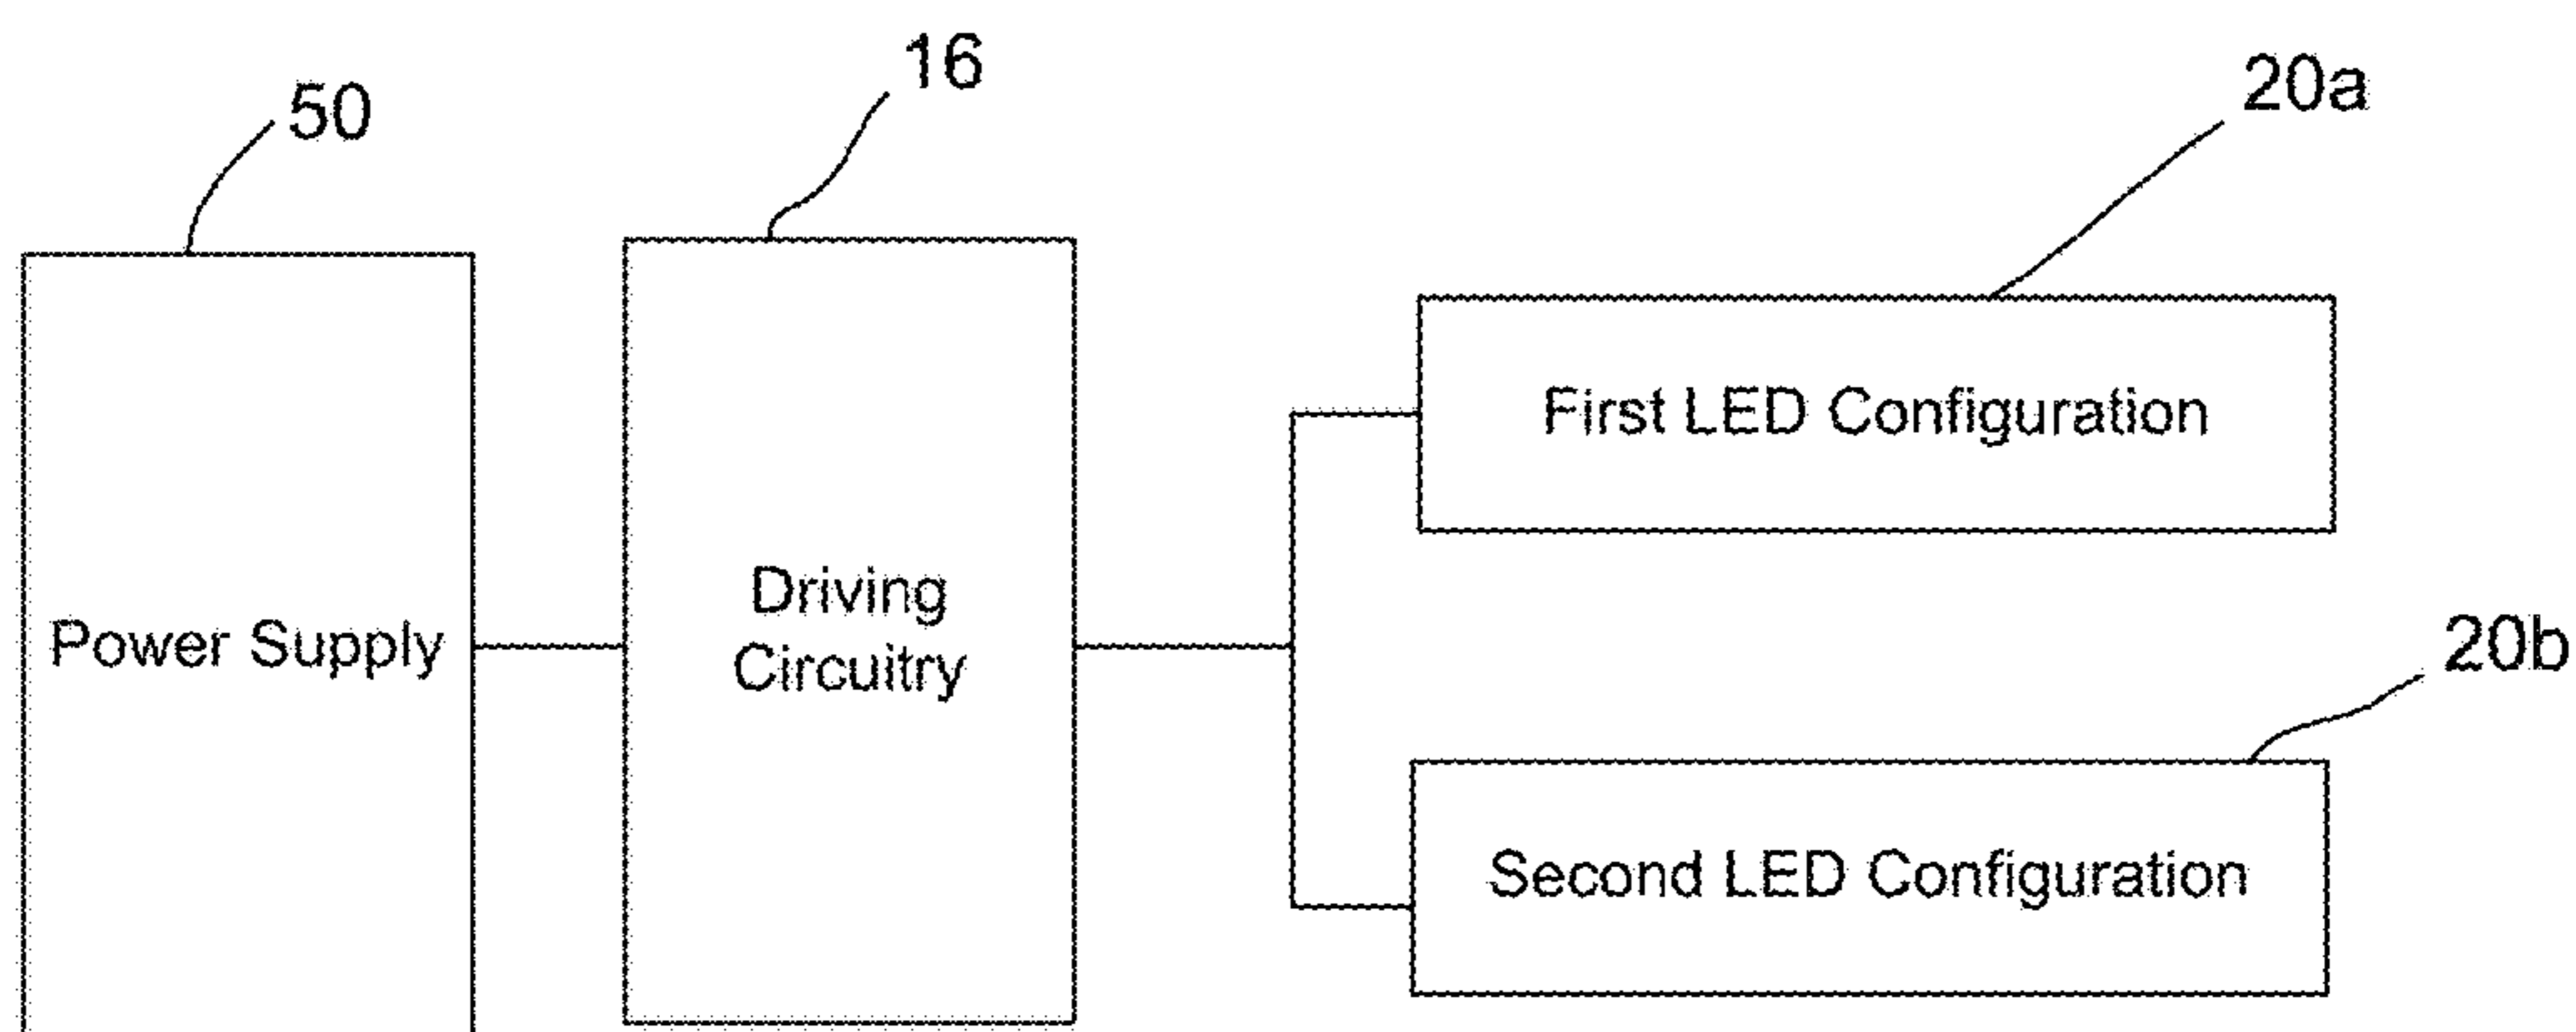 16
20a
50
First LED Configuration
Driving
Circuitry
Power Supply
20b
Second LED Configuration